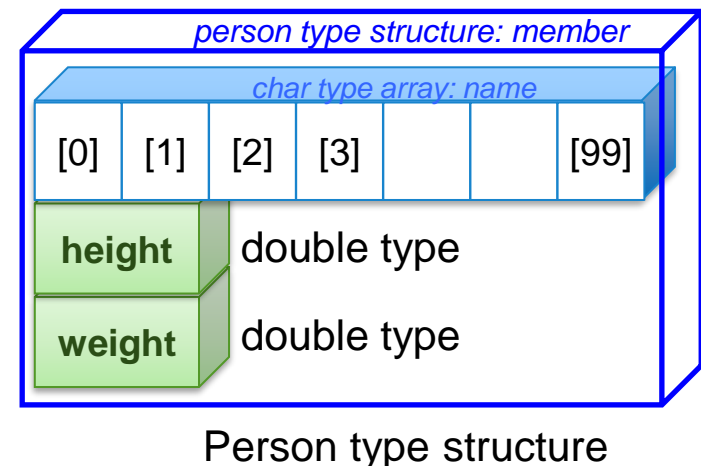 person type structure: member
char type array: name
[0] [1] [2] [3] [99]
height double type
weight double type
Person type structure